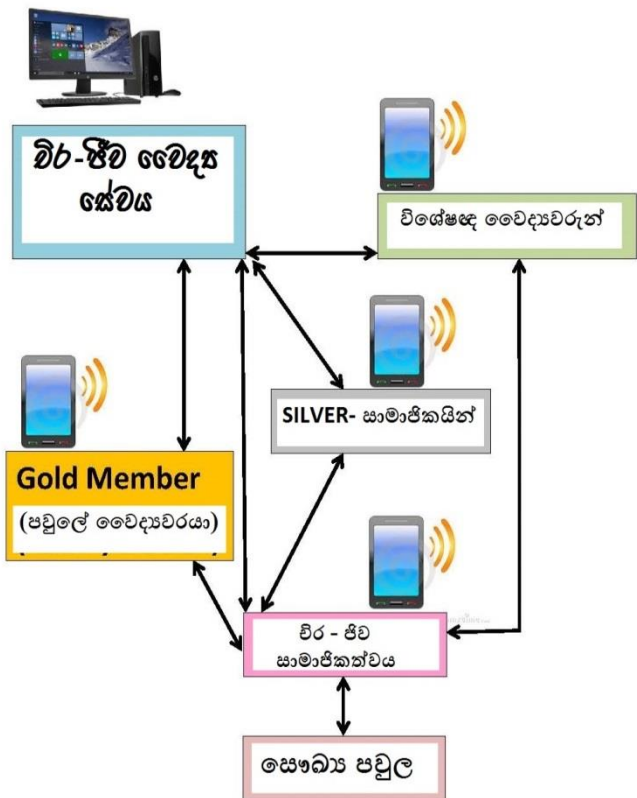 චිර-ජීව වෛද්‍ය
සේවය
විශේෂඥ වෛද්‍යවරුන්
SILVER- සාමාජිකයින්
Gold Member
(පවුලේ වෛද්‍යවරයා)
චිර - ජිව
සාමාජිකත්වය
සෞඛ්‍ය පවුල